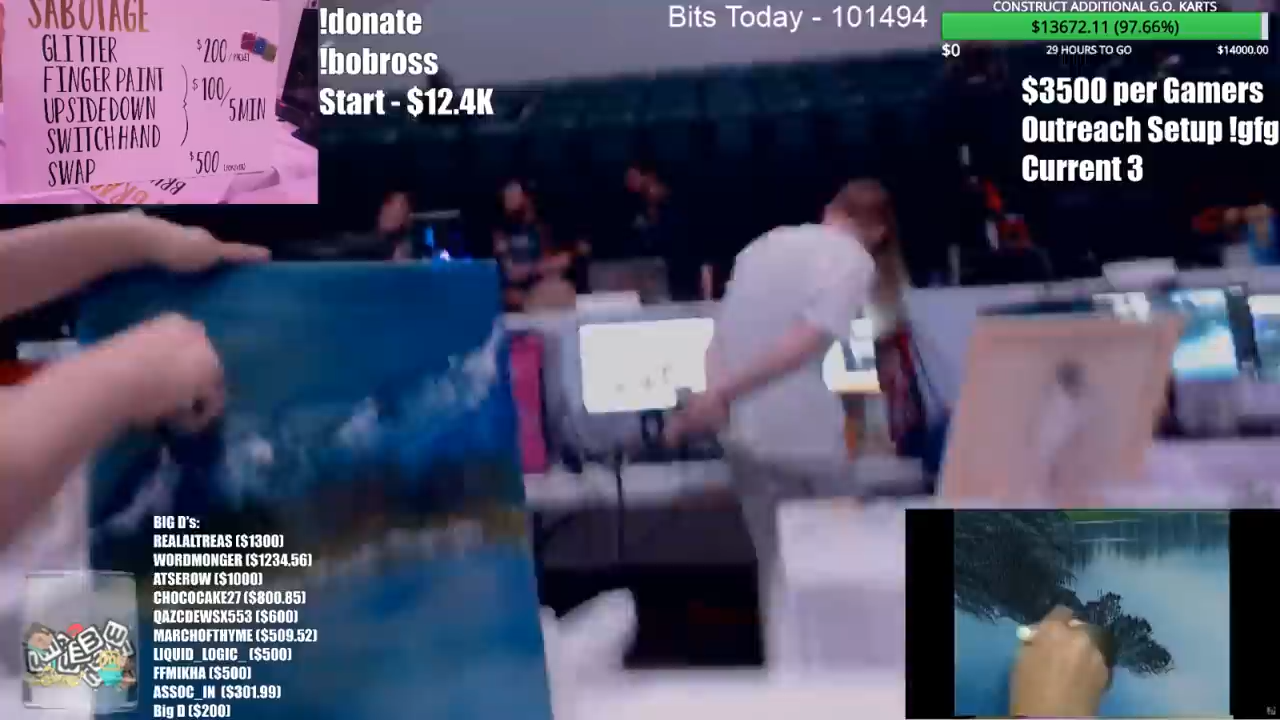 SABOTAGE
GLITTER $200
FINGER PAINT
UPSIDEDOWN $100/5MIN
SWITCH HAND
SWAP $500
!donate
!bobross
Start - $12.4K
Bits Today - 101494
CONSTRUCT ADDITIONAL G.O. KARTS
$13672.11 (97.66%)
$0 29 HOURS TO GO $14000.00
$3500 per Gamers
Outreach Setup !gfg
Current 3
BIG D's:
REALALTREAS ($1300)
WORDMONGER ($1234.56)
ATSEROW ($1000)
CHOCOCAKE27 ($800.85)
QAZCDEWSX553 ($600)
MARCHOFTHYME ($509.52)
LIQUID_LOGIC_ ($500)
FFMIKHA ($500)
ASSOC_IN ($301.99)
Big D ($200)